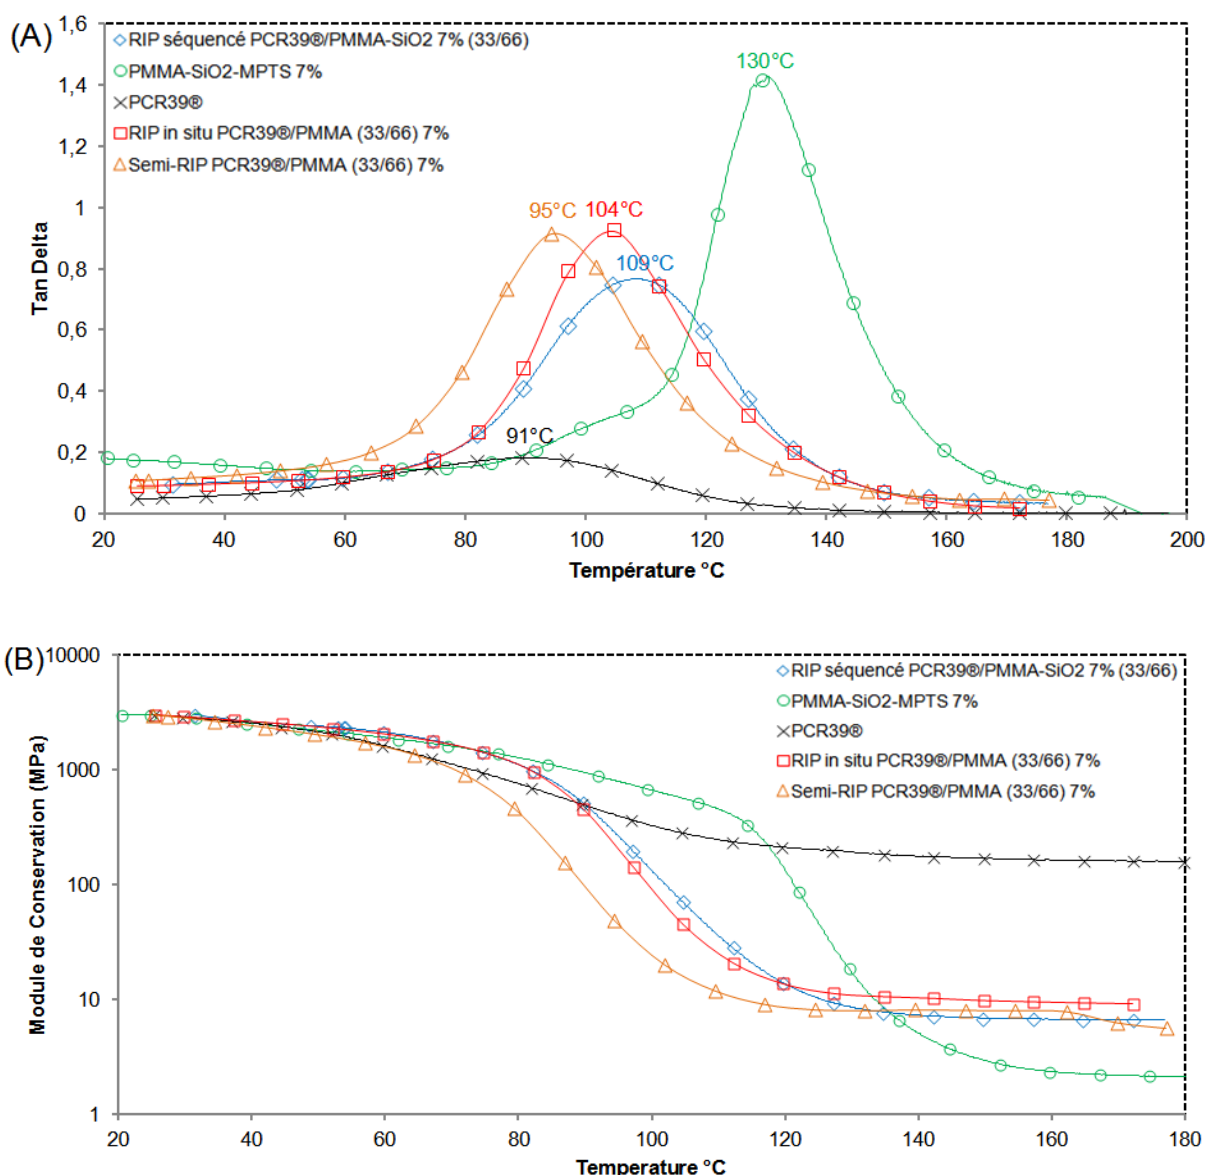 (A)
1,6
1,4
1,2
1
0,8
0,6
0,4
0,2
0
Tan Delta
RIP séquencé PCR39®/PMMA-SiO2 7% (33/66)
PMMA-SiO2-MPTS 7%
PCR39®
RIP in situ PCR39®/PMMA (33/66) 7%
Semi-RIP PCR39®/PMMA (33/66) 7%
130°C
95°C
104°C
109°C
91°C
20 40 60 80 100 120 140 160 180 200
Température °C
(B)
10000
1000
100
10
1
Module de Conservation (MPa)
RIP séquencé PCR39®/PMMA-SiO2 7% (33/66)
PMMA-SiO2-MPTS 7%
PCR39®
RIP in situ PCR39®/PMMA (33/66) 7%
Semi-RIP PCR39®/PMMA (33/66) 7%
20 40 60 80 100 120 140 160 180
Temperature °C